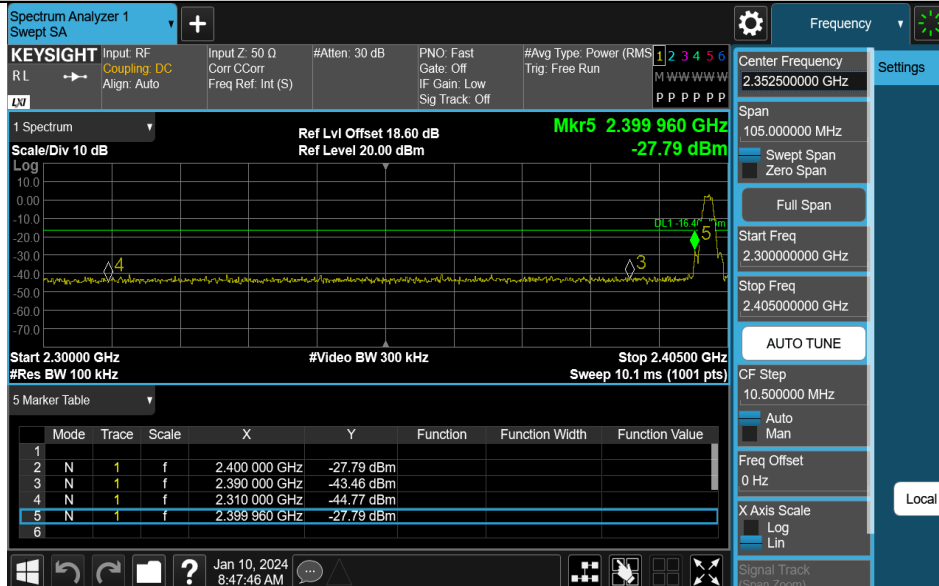 Spectrum Analyzer 1
Swept SA
+
Frequency
KEYSIGHT
RL
LXI
Input: RF
Coupling: DC
Align: Auto
Input Z: 50 Ω
Corr CCorr
Freq Ref: Int (S)
#Atten: 30 dB
PNO: Fast
Gate: Off
IF Gain: Low
Sig Track: Off
#Avg Type: Power (RMS
Trig: Free Run
1 2 3 4 5 6
M W W W W W
P P P P P P
1 Spectrum
Scale/Div 10 dB
Ref Lvl Offset 18.60 dB
Ref Level 20.00 dBm
Mkr5 2.399 960 GHz
-27.79 dBm
Log
10.0
0.00
-10.0
-20.0
-30.0
-40.0
-50.0
-60.0
-70.0
4
3
5
Start 2.30000 GHz
#Res BW 100 kHz
#Video BW 300 kHz
Stop 2.40500 GHz
Sweep 10.1 ms (1001 pts)
5 Marker Table
Mode Trace Scale X Y Function Function Width Function Value
1
2 N 1 f 2.400 000 GHz -27.79 dBm
3 N 1 f 2.390 000 GHz -43.46 dBm
4 N 1 f 2.310 000 GHz -44.77 dBm
5 N 1 f 2.399 960 GHz -27.79 dBm
6
Jan 10, 2024
8:47:46 AM
?
Center Frequency
2.352500000 GHz
Span
105.000000 MHz
Swept Span
Zero Span
Full Span
Start Freq
2.300000000 GHz
Stop Freq
2.405000000 GHz
AUTO TUNE
CF Step
10.500000 MHz
Auto
Man
Freq Offset
0 Hz
X Axis Scale
Log
Lin
Signal Track
(Span Zoom)
Settings
Local